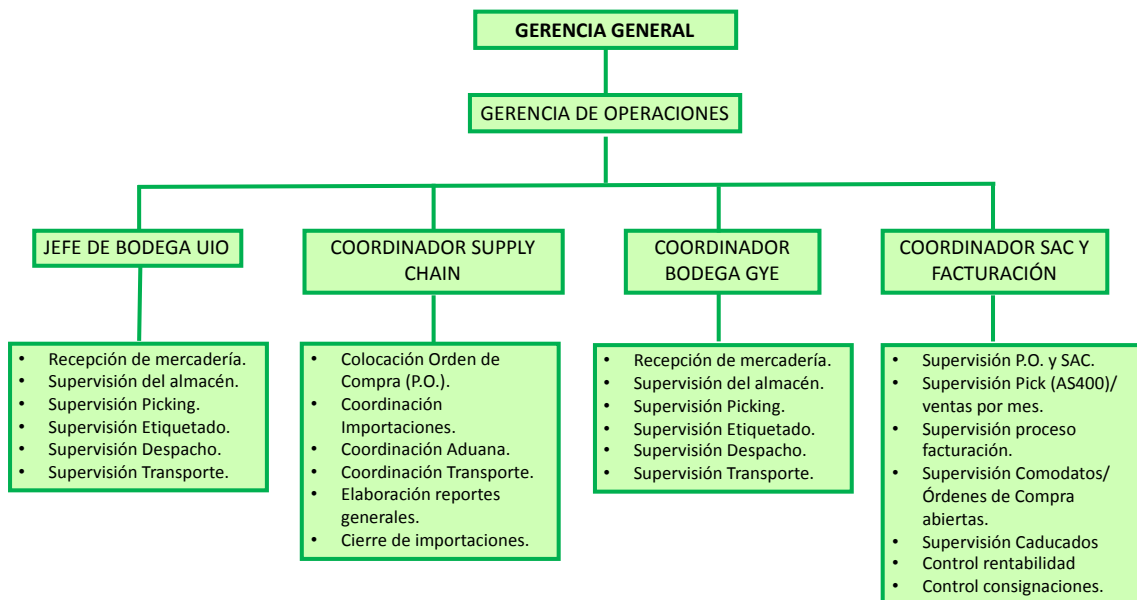 GERENCIA GENERAL
GERENCIA DE OPERACIONES
JEFE DE BODEGA UIO
COORDINADOR SUPPLY
CHAIN
COORDINADOR
BODEGA GYE
COORDINADOR SAC Y
FACTURACIÓN
• Recepción de mercadería.
• Supervisión del almacén.
• Supervisión Picking.
• Supervisión Etiquetado.
• Supervisión Despacho.
• Supervisión Transporte.
• Colocación Orden de
Compra (P.O.).
• Coordinación
Importaciones.
• Coordinación Aduana.
• Coordinación Transporte.
• Elaboración reportes
generales.
• Cierre de importaciones.
• Recepción de mercadería.
• Supervisión del almacén.
• Supervisión Picking.
• Supervisión Etiquetado.
• Supervisión Despacho.
• Supervisión Transporte.
• Supervisión P.O. y SAC.
• Supervisión Pick (AS400)/
ventas por mes.
• Supervisión proceso
facturación.
• Supervisión Comodatos/
Órdenes de Compra
abiertas.
• Supervisión Caducados
• Control rentabilidad
• Control consignaciones.